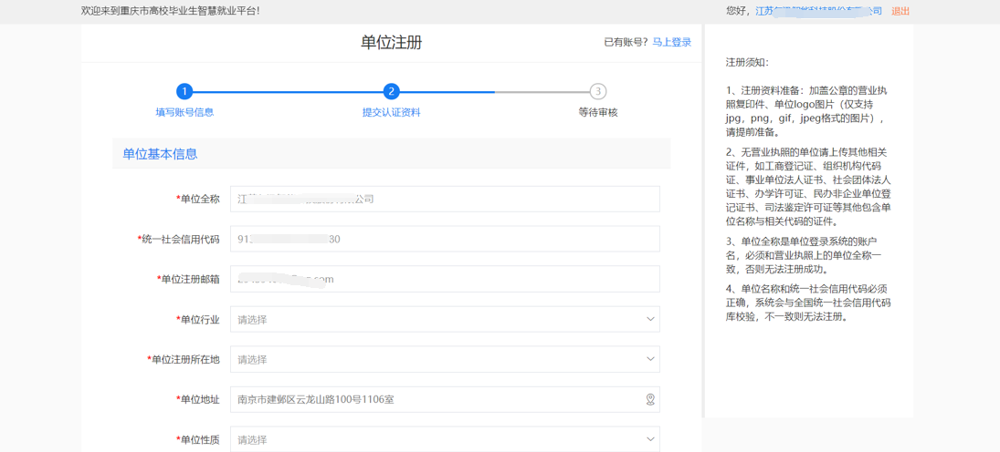 欢迎来到重庆市高校毕业生智慧就业平台！
您好，江苏 公司 退出
单位注册
已有账号？马上登录
1 2 3
填写账号信息 提交认证资料 等待审核
单位基本信息
*单位全称 江 公司
*统一社会信用代码 91 80
*单位注册邮箱 .com
*单位行业 请选择
*单位注册所在地 请选择
*单位地址 南京市建邺区云龙山路100号1106室
*单位性质 请选择
注册须知：
1、注册资料准备：加盖公章的营业执
照复印件、单位logo图片（仅支持
jpg，png，gif，jpeg格式的图片），
请提前准备。
2、无营业执照的单位请上传其他相关
证件，如工商登记证、组织机构代码
证、事业单位法人证书、社会团体法人
证书、办学许可证、民办非企业单位登
记证书、司法鉴定许可证等其他包含单
位名称与相关代码的证件。
3、单位全称是单位登录系统的账户
名，必须和营业执照上的单位全称一
致，否则无法注册成功。
4、单位名称和统一社会信用代码必须
正确，系统会与全国统一社会信用代码
库校验，不一致则无法注册。